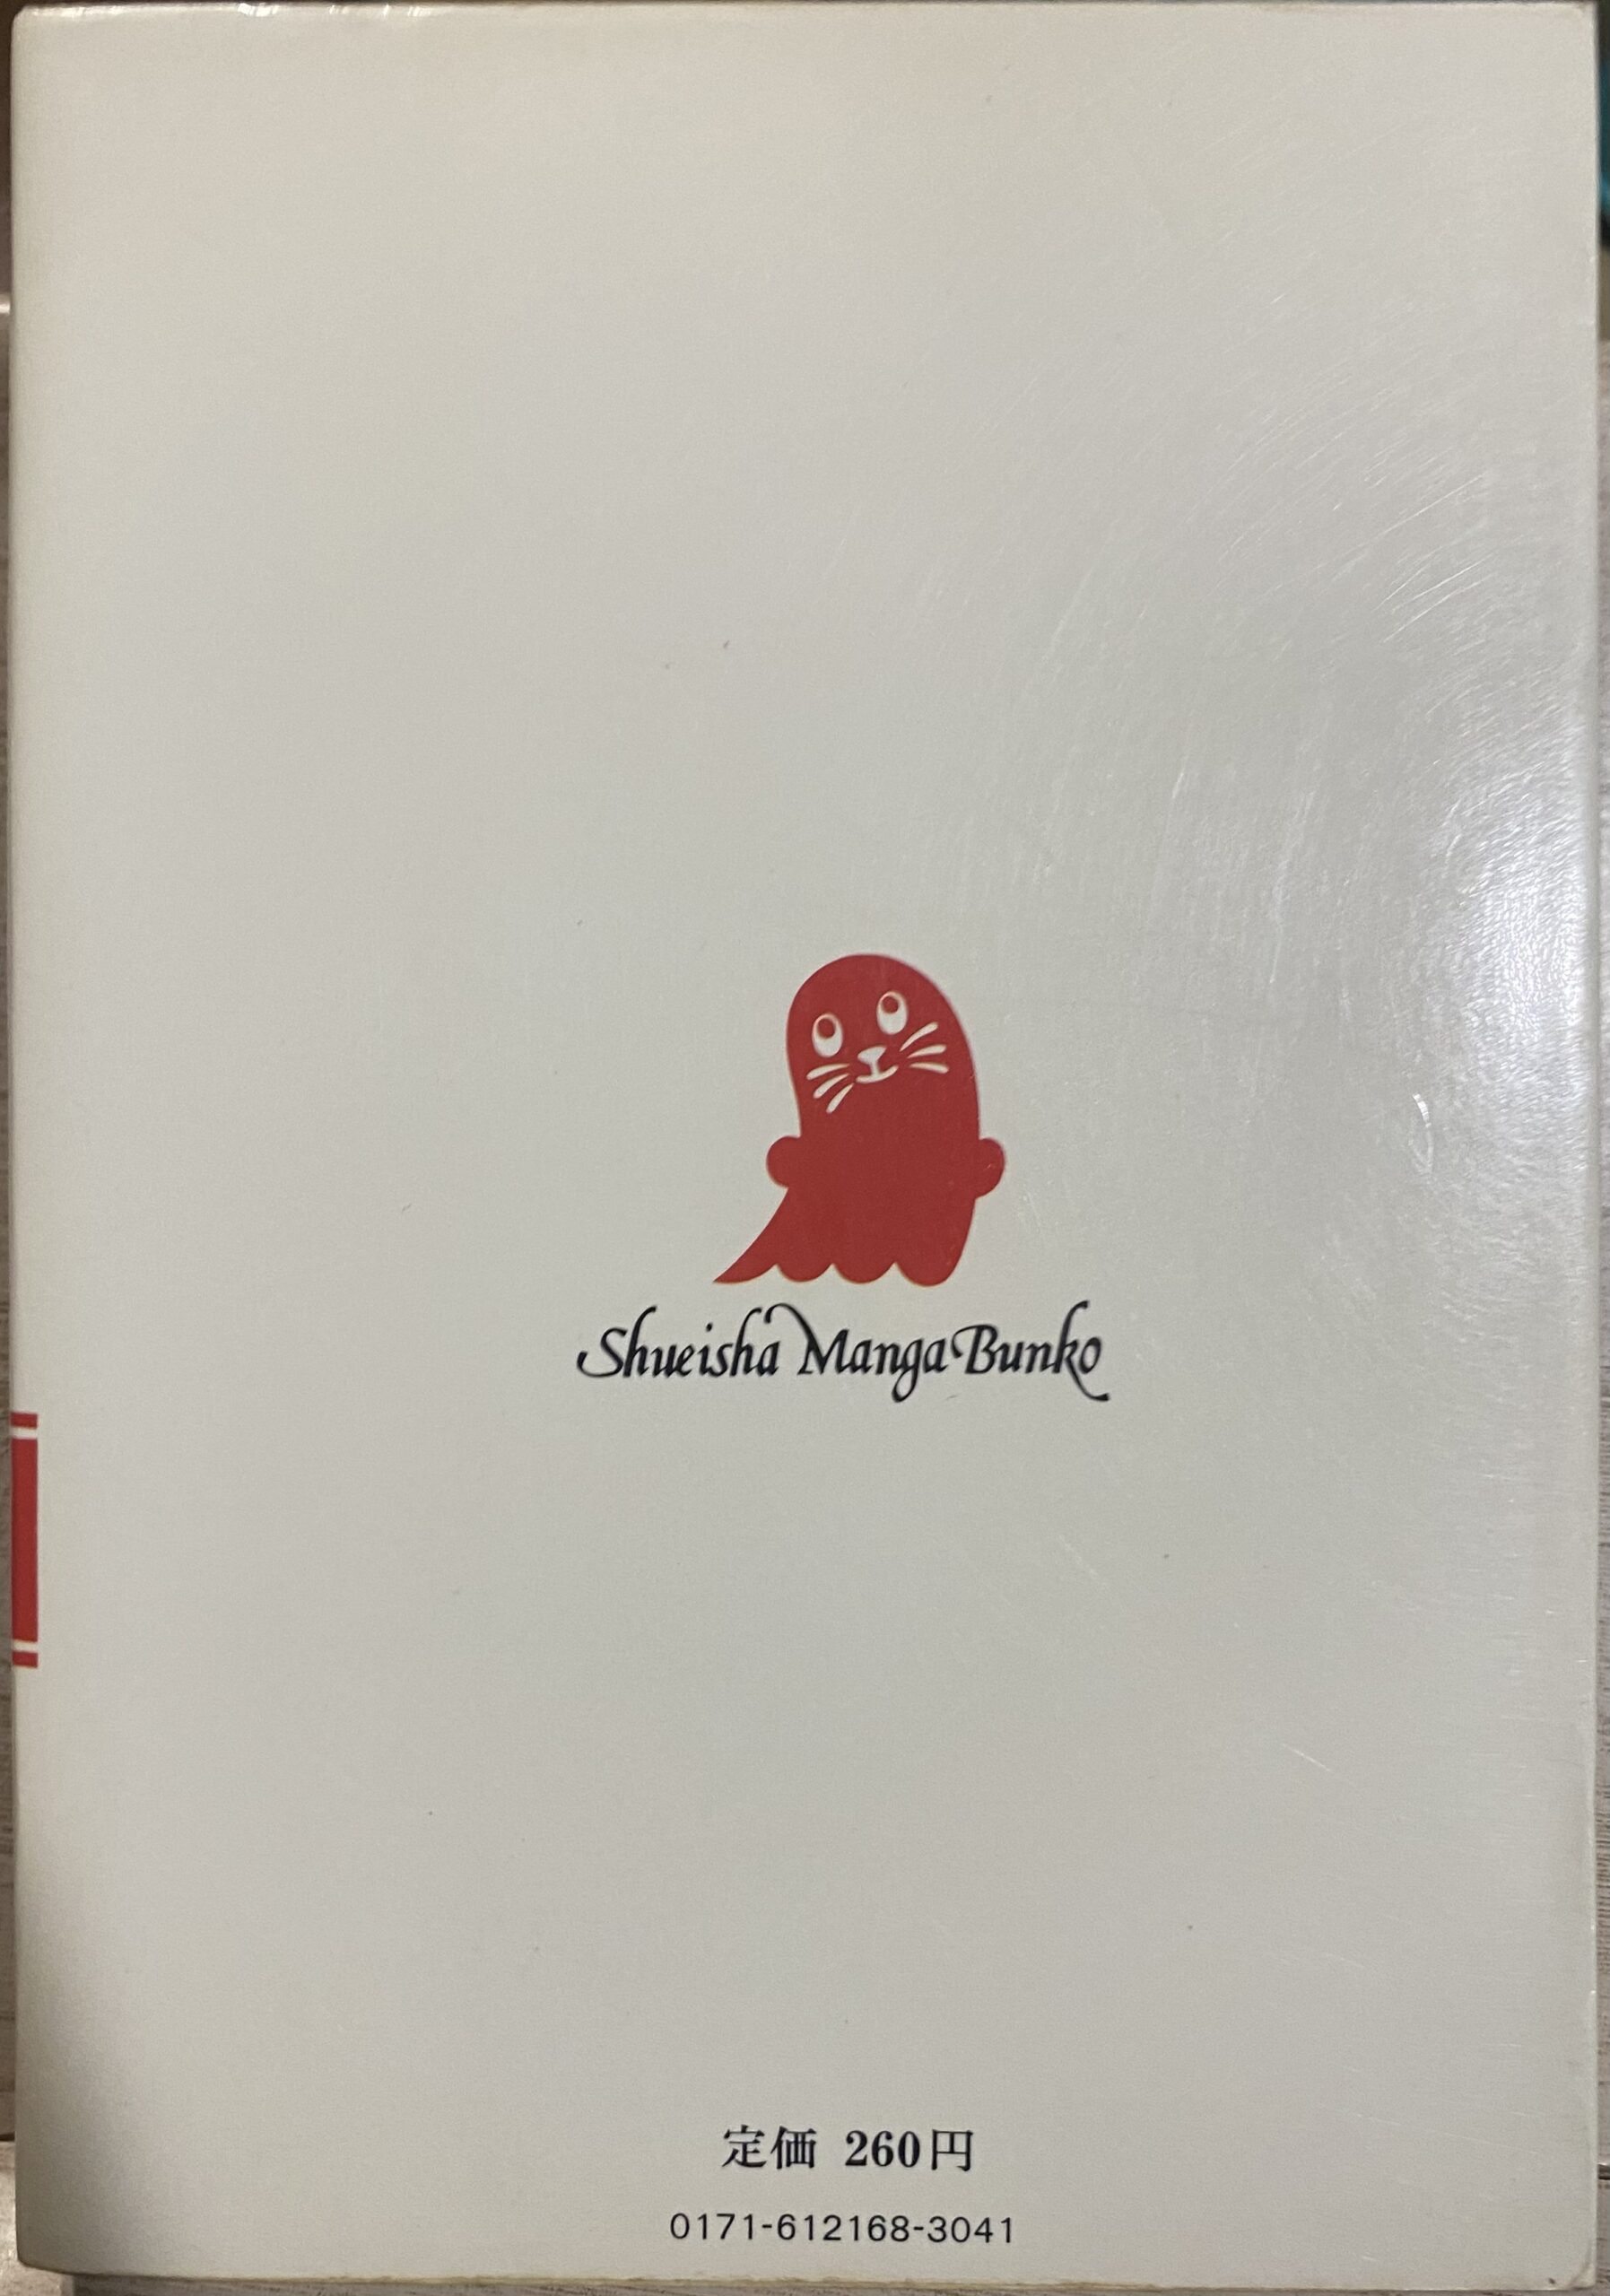 Shueisha Manga Bunko
定価 260円
0171-612168-3041